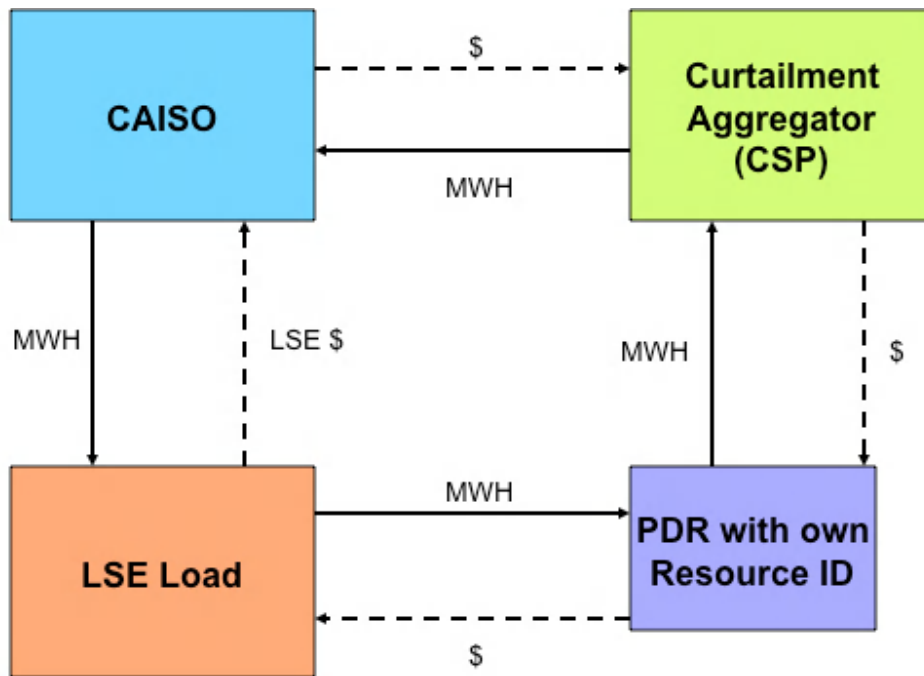 $
CAISO
Curtailment
Aggregator
(CSP)
MWH
MWH
LSE $
MWH
$
MWH
LSE Load
PDR with own
Resource ID
$